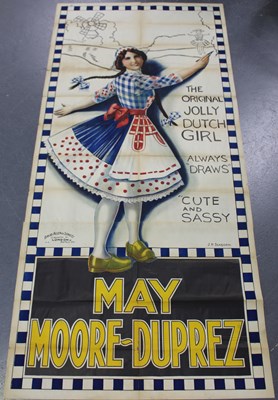 THE
ORIGINAL
JOLLY
DUTCH
GIRL
"ALWAYS
DRAWS"
"CUTE
AND
SASSY
MAY
MOORE-DUPREZ